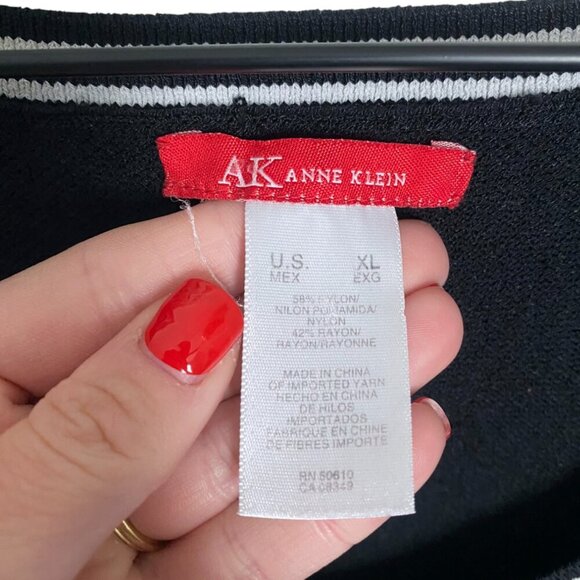 AK ANNE KLEIN
U.S. XL
MEX EXG
58% NYLON/
NILON POLIAMIDA/
NYLON
42% RAYON/
RAYON/RAYONNE
MADE IN CHINA
OF IMPORTED YARN
HECHO EN CHINA
DE HILOS
IMPORTADOS
FABRIQUE EN CHINE
DE FIBRES IMPORTE
RN 50610
CA 08349